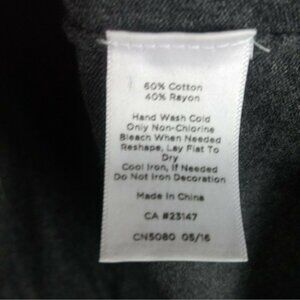 60% Cotton
40% Rayon
Hand Wash Cold
Only Non-Chlorine
Bleach When Needed
Reshape, Lay Flat To
Dry
Cool Iron, If Needed
Do Not Iron Decoration
Made in China
CA #23147
CN5080 05/16